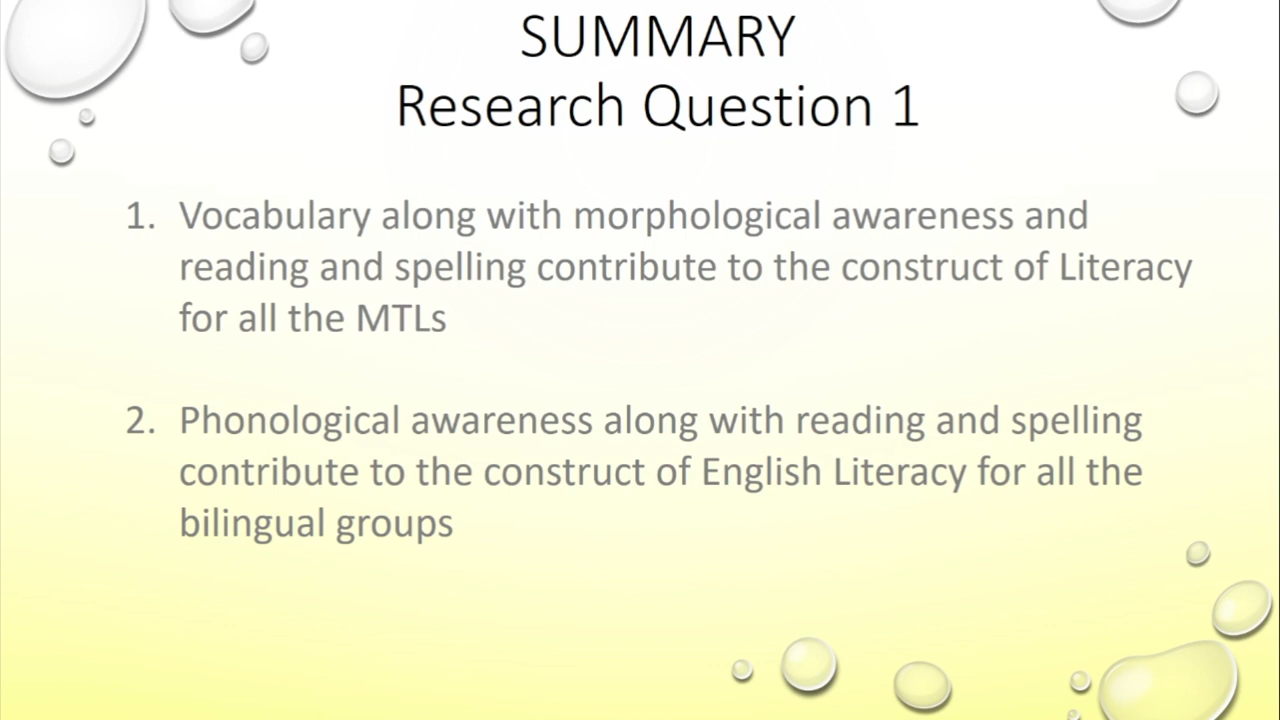 SUMMARY
Research Question 1
1. Vocabulary along with morphological awareness and
reading and spelling contribute to the construct of Literacy
for all the MTLs
2. Phonological awareness along with reading and spelling
contribute to the construct of English Literacy for all the
bilingual groups